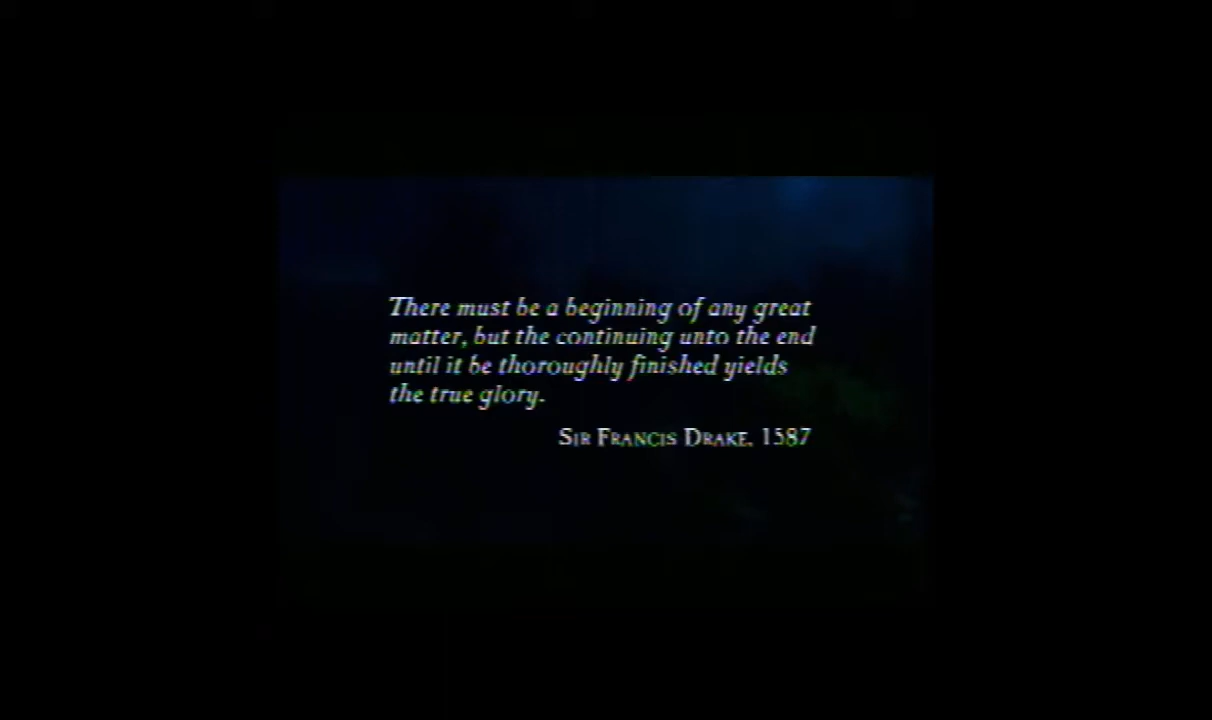 There must be a beginning of any great
matter, but the continuing unto the end
until it be thoroughly finished yields
the true glory.
SIR FRANCIS DRAKE, 1587